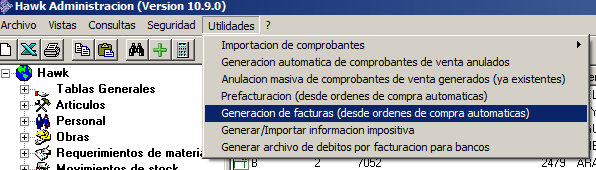 Hawk Administracion (Version 10.9.0)
Archivo Vistas Consultas Seguridad Utilidades ?
Importacion de comprobantes
Generacion automatica de comprobantes de venta anulados
Anulacion masiva de comprobantes de venta generados (ya existentes)
Prefacturacion (desde ordenes de compra automaticas)
Generacion de facturas (desde ordenes de compra automaticas)
Generar/Importar informacion impositiva
Generar archivo de debitos por facturacion para bancos
Hawk
Tablas Generales
Articulos
Personal
Obras
Requerimientos de materia
Movimientos de stock
B 2 7052 2479 ARA